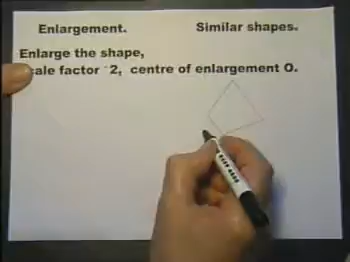 Enlargement. Similar shapes.
Enlarge the shape,
cale factor ⁻2, centre of enlargement O.